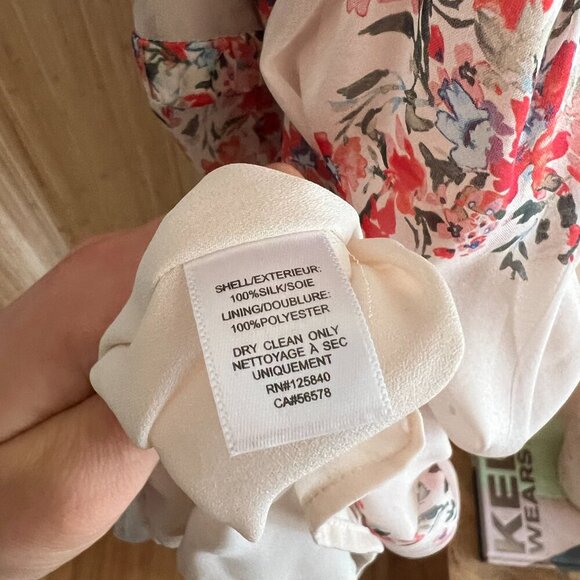 SHELL/EXTERIEUR:
100%SILK/SOIE
LINING/DOUBLURE:
100%POLYESTER
DRY CLEAN ONLY
NETTOYAGE À SEC
UNIQUEMENT
RN#125840
CA#56578
WEARS